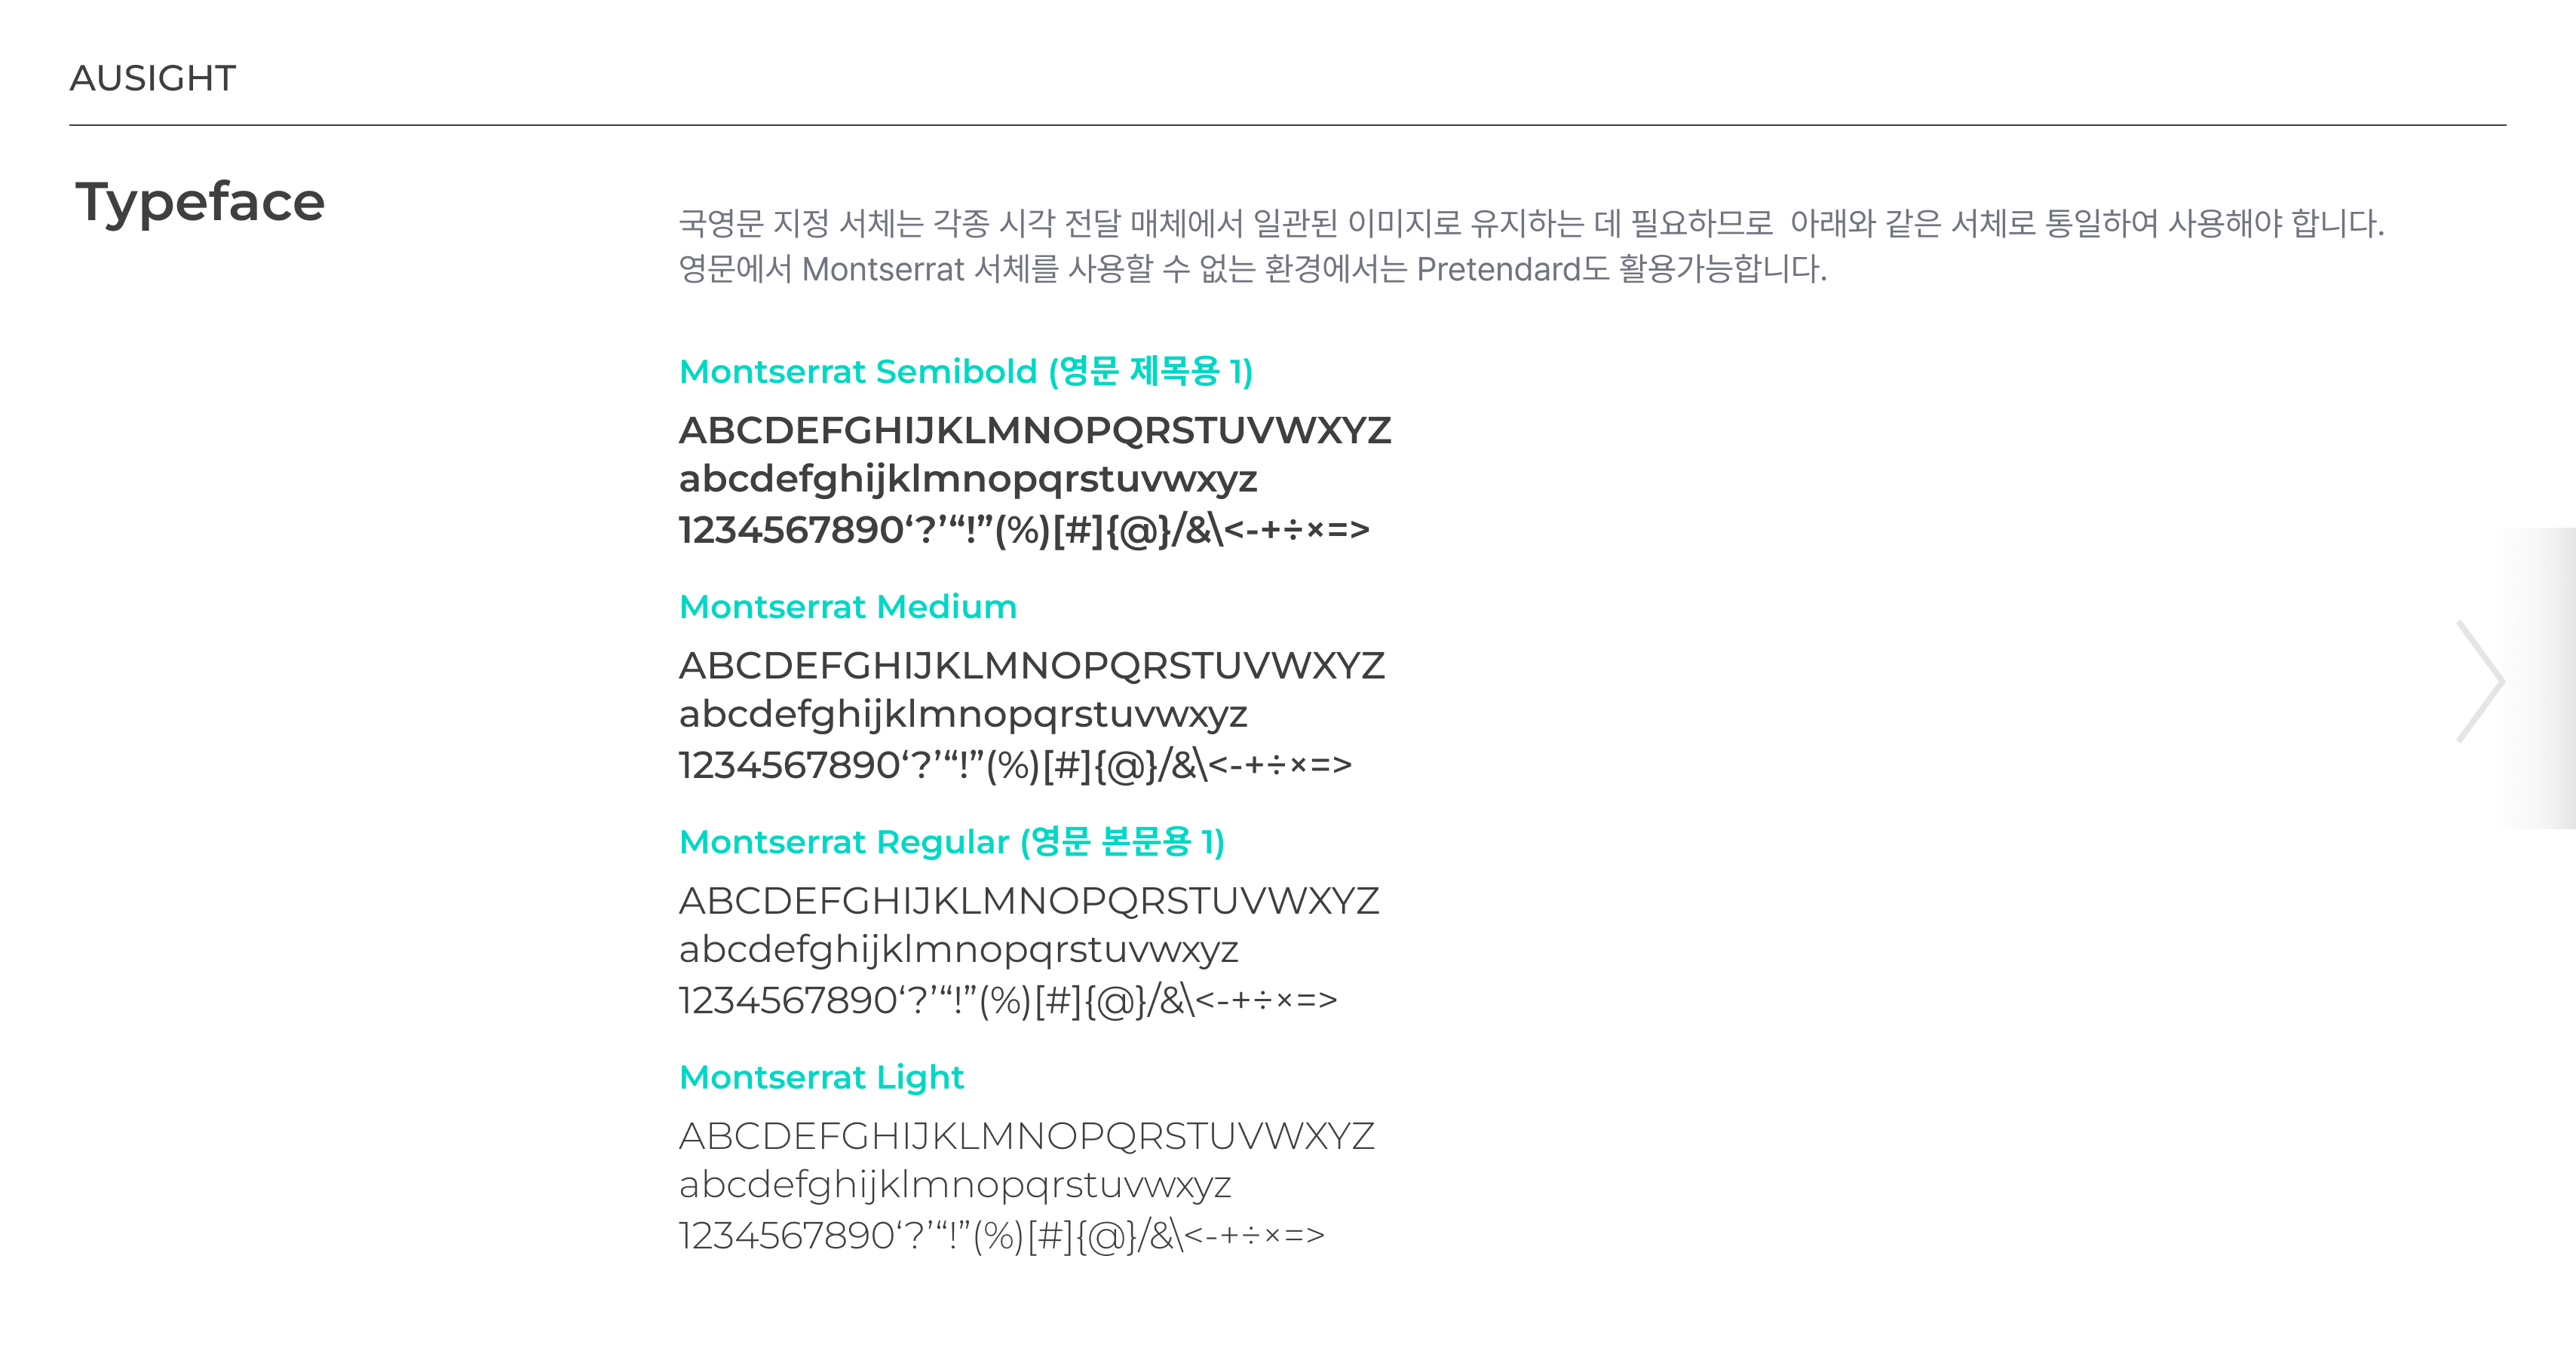 AUSIGHT
Typeface
국영문 지정 서체는 각종 시각 전달 매체에서 일관된 이미지로 유지하는 데 필요하므로 아래와 같은 서체로 통일하여 사용해야 합니다.
영문에서 Montserrat 서체를 사용할 수 없는 환경에서는 Pretendard도 활용가능합니다.
Montserrat Semibold (영문 제목용 1)
ABCDEFGHIJKLMNOPQRSTUVWXYZ
abcdefghijklmnopqrstuvwxyz
1234567890‘?’“!”(%)[#]{@}/&\<-+÷×=>
Montserrat Medium
ABCDEFGHIJKLMNOPQRSTUVWXYZ
abcdefghijklmnopqrstuvwxyz
1234567890‘?’“!”(%)[#]{@}/&\<-+÷×=>
Montserrat Regular (영문 본문용 1)
ABCDEFGHIJKLMNOPQRSTUVWXYZ
abcdefghijklmnopqrstuvwxyz
1234567890‘?’“!”(%)[#]{@}/&\<-+÷×=>
Montserrat Light
ABCDEFGHIJKLMNOPQRSTUVWXYZ
abcdefghijklmnopqrstuvwxyz
1234567890‘?’“!”(%)[#]{@}/&\<-+÷×=>